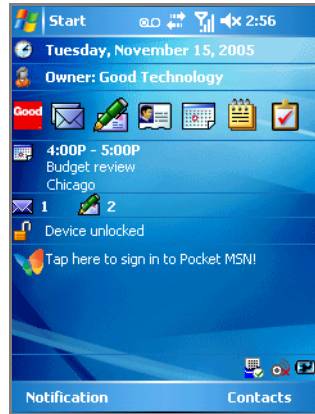 Start 2:56
Tuesday, November 15, 2005
Owner: Good Technology
Good
4:00P - 5:00P
Budget review
Chicago
1 2
Device unlocked
Tap here to sign in to Pocket MSN!
Notification Contacts